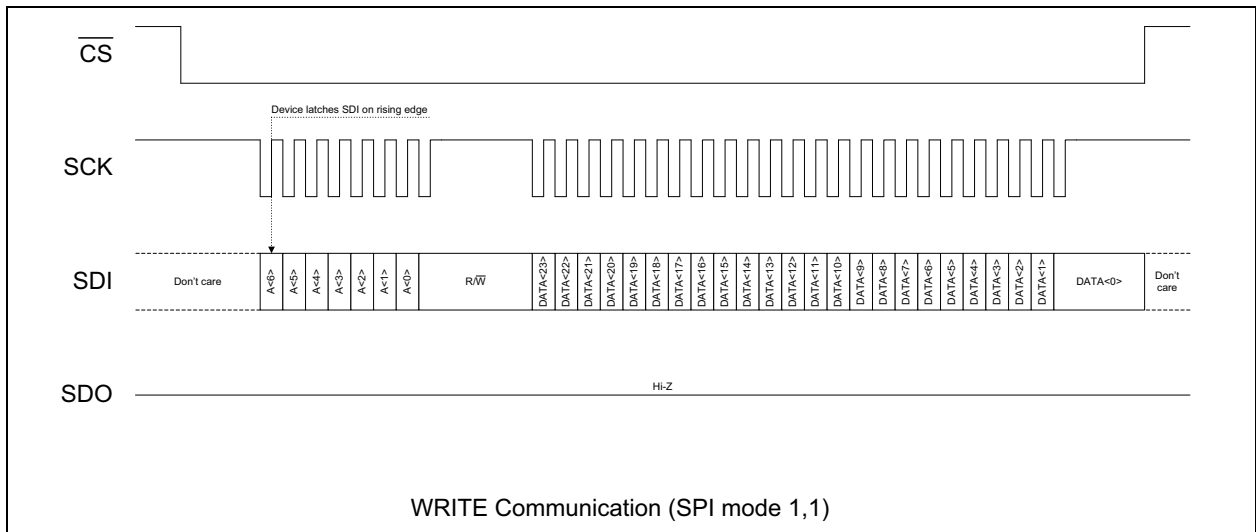 CS
Device latches SDI on rising edge
SCK
SDI
Don't care
A<6>
A<5>
A<4>
A<3>
A<2>
A<1>
A<0>
R/W
DATA<23>
DATA<22>
DATA<21>
DATA<20>
DATA<19>
DATA<18>
DATA<17>
DATA<16>
DATA<15>
DATA<14>
DATA<13>
DATA<12>
DATA<11>
DATA<10>
DATA<9>
DATA<8>
DATA<7>
DATA<6>
DATA<5>
DATA<4>
DATA<3>
DATA<2>
DATA<1>
DATA<0>
Don't
care
SDO
Hi-Z
WRITE Communication (SPI mode 1,1)